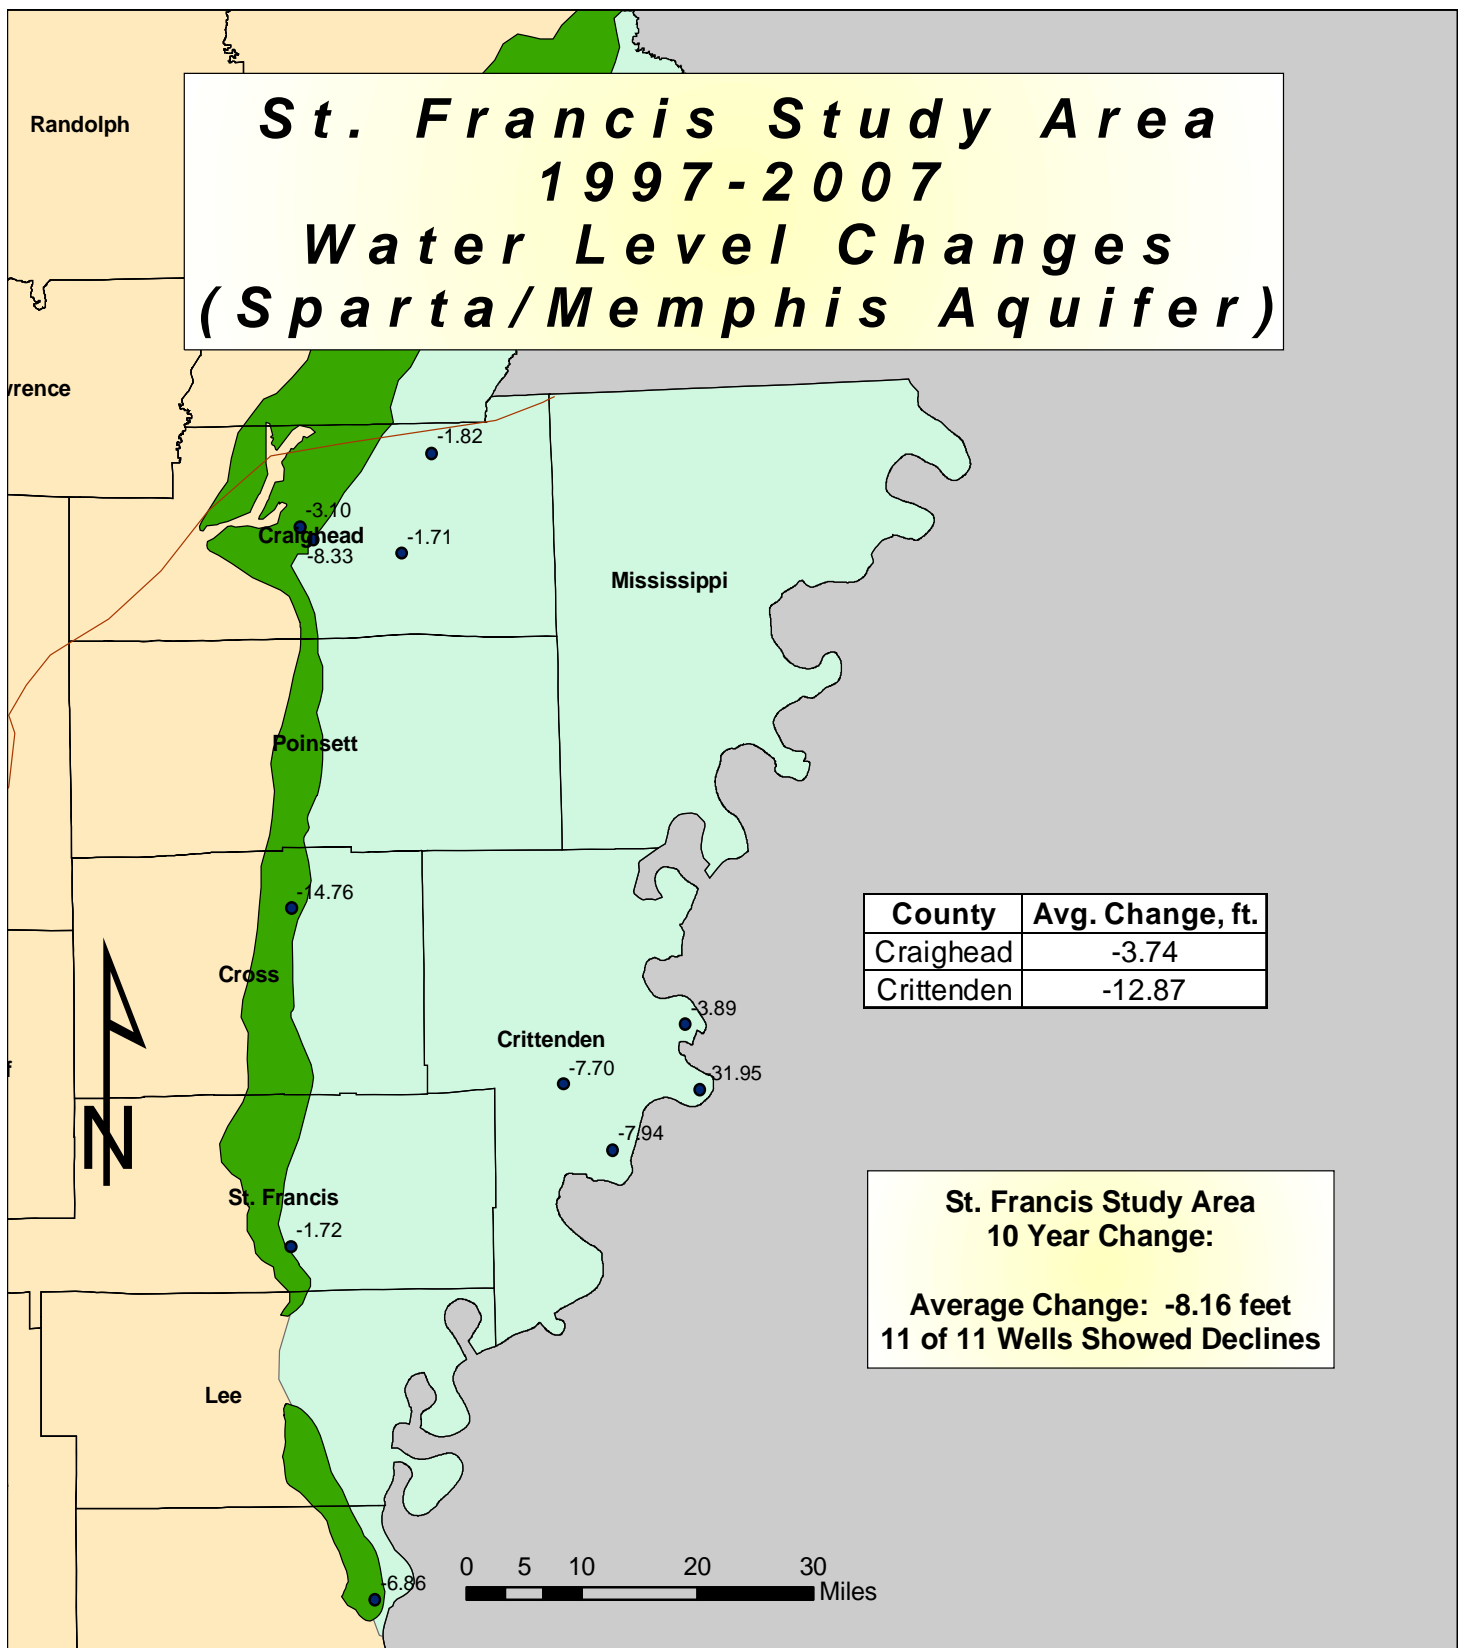 St. Francis Study Area
1997-2007
Water Level Changes
(Sparta/Memphis Aquifer)
Randolph
wrence
-1.82
-3.10
Craighead
-8.33
-1.71
Mississippi
Poinsett
-14.76
Cross
County Avg. Change, ft.
Craighead -3.74
Crittenden -12.87
-3.89
Crittenden
-7.70
-31.95
f
-7.94
N
St. Francis
-1.72
St. Francis Study Area
10 Year Change:
Average Change: -8.16 feet
11 of 11 Wells Showed Declines
Lee
-6.86
0 5 10 20 30
Miles